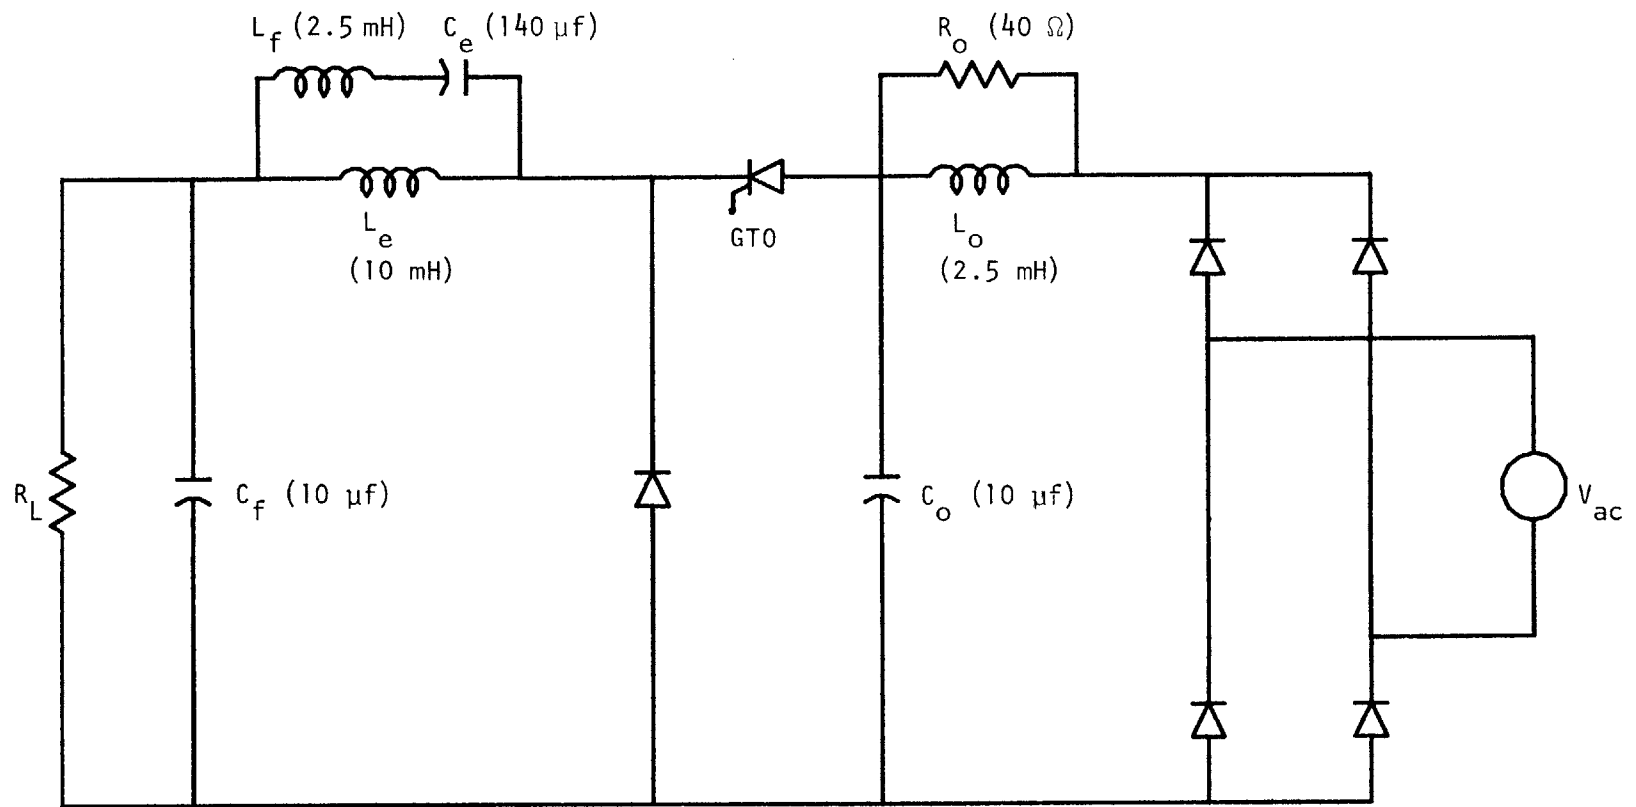 L_f (2.5 mH)
C_e (140 μf)
R_o (40 Ω)
L_e
(10 mH)
GTO
L_o
(2.5 mH)
R_L
C_f (10 μf)
C_o (10 μf)
V_ac